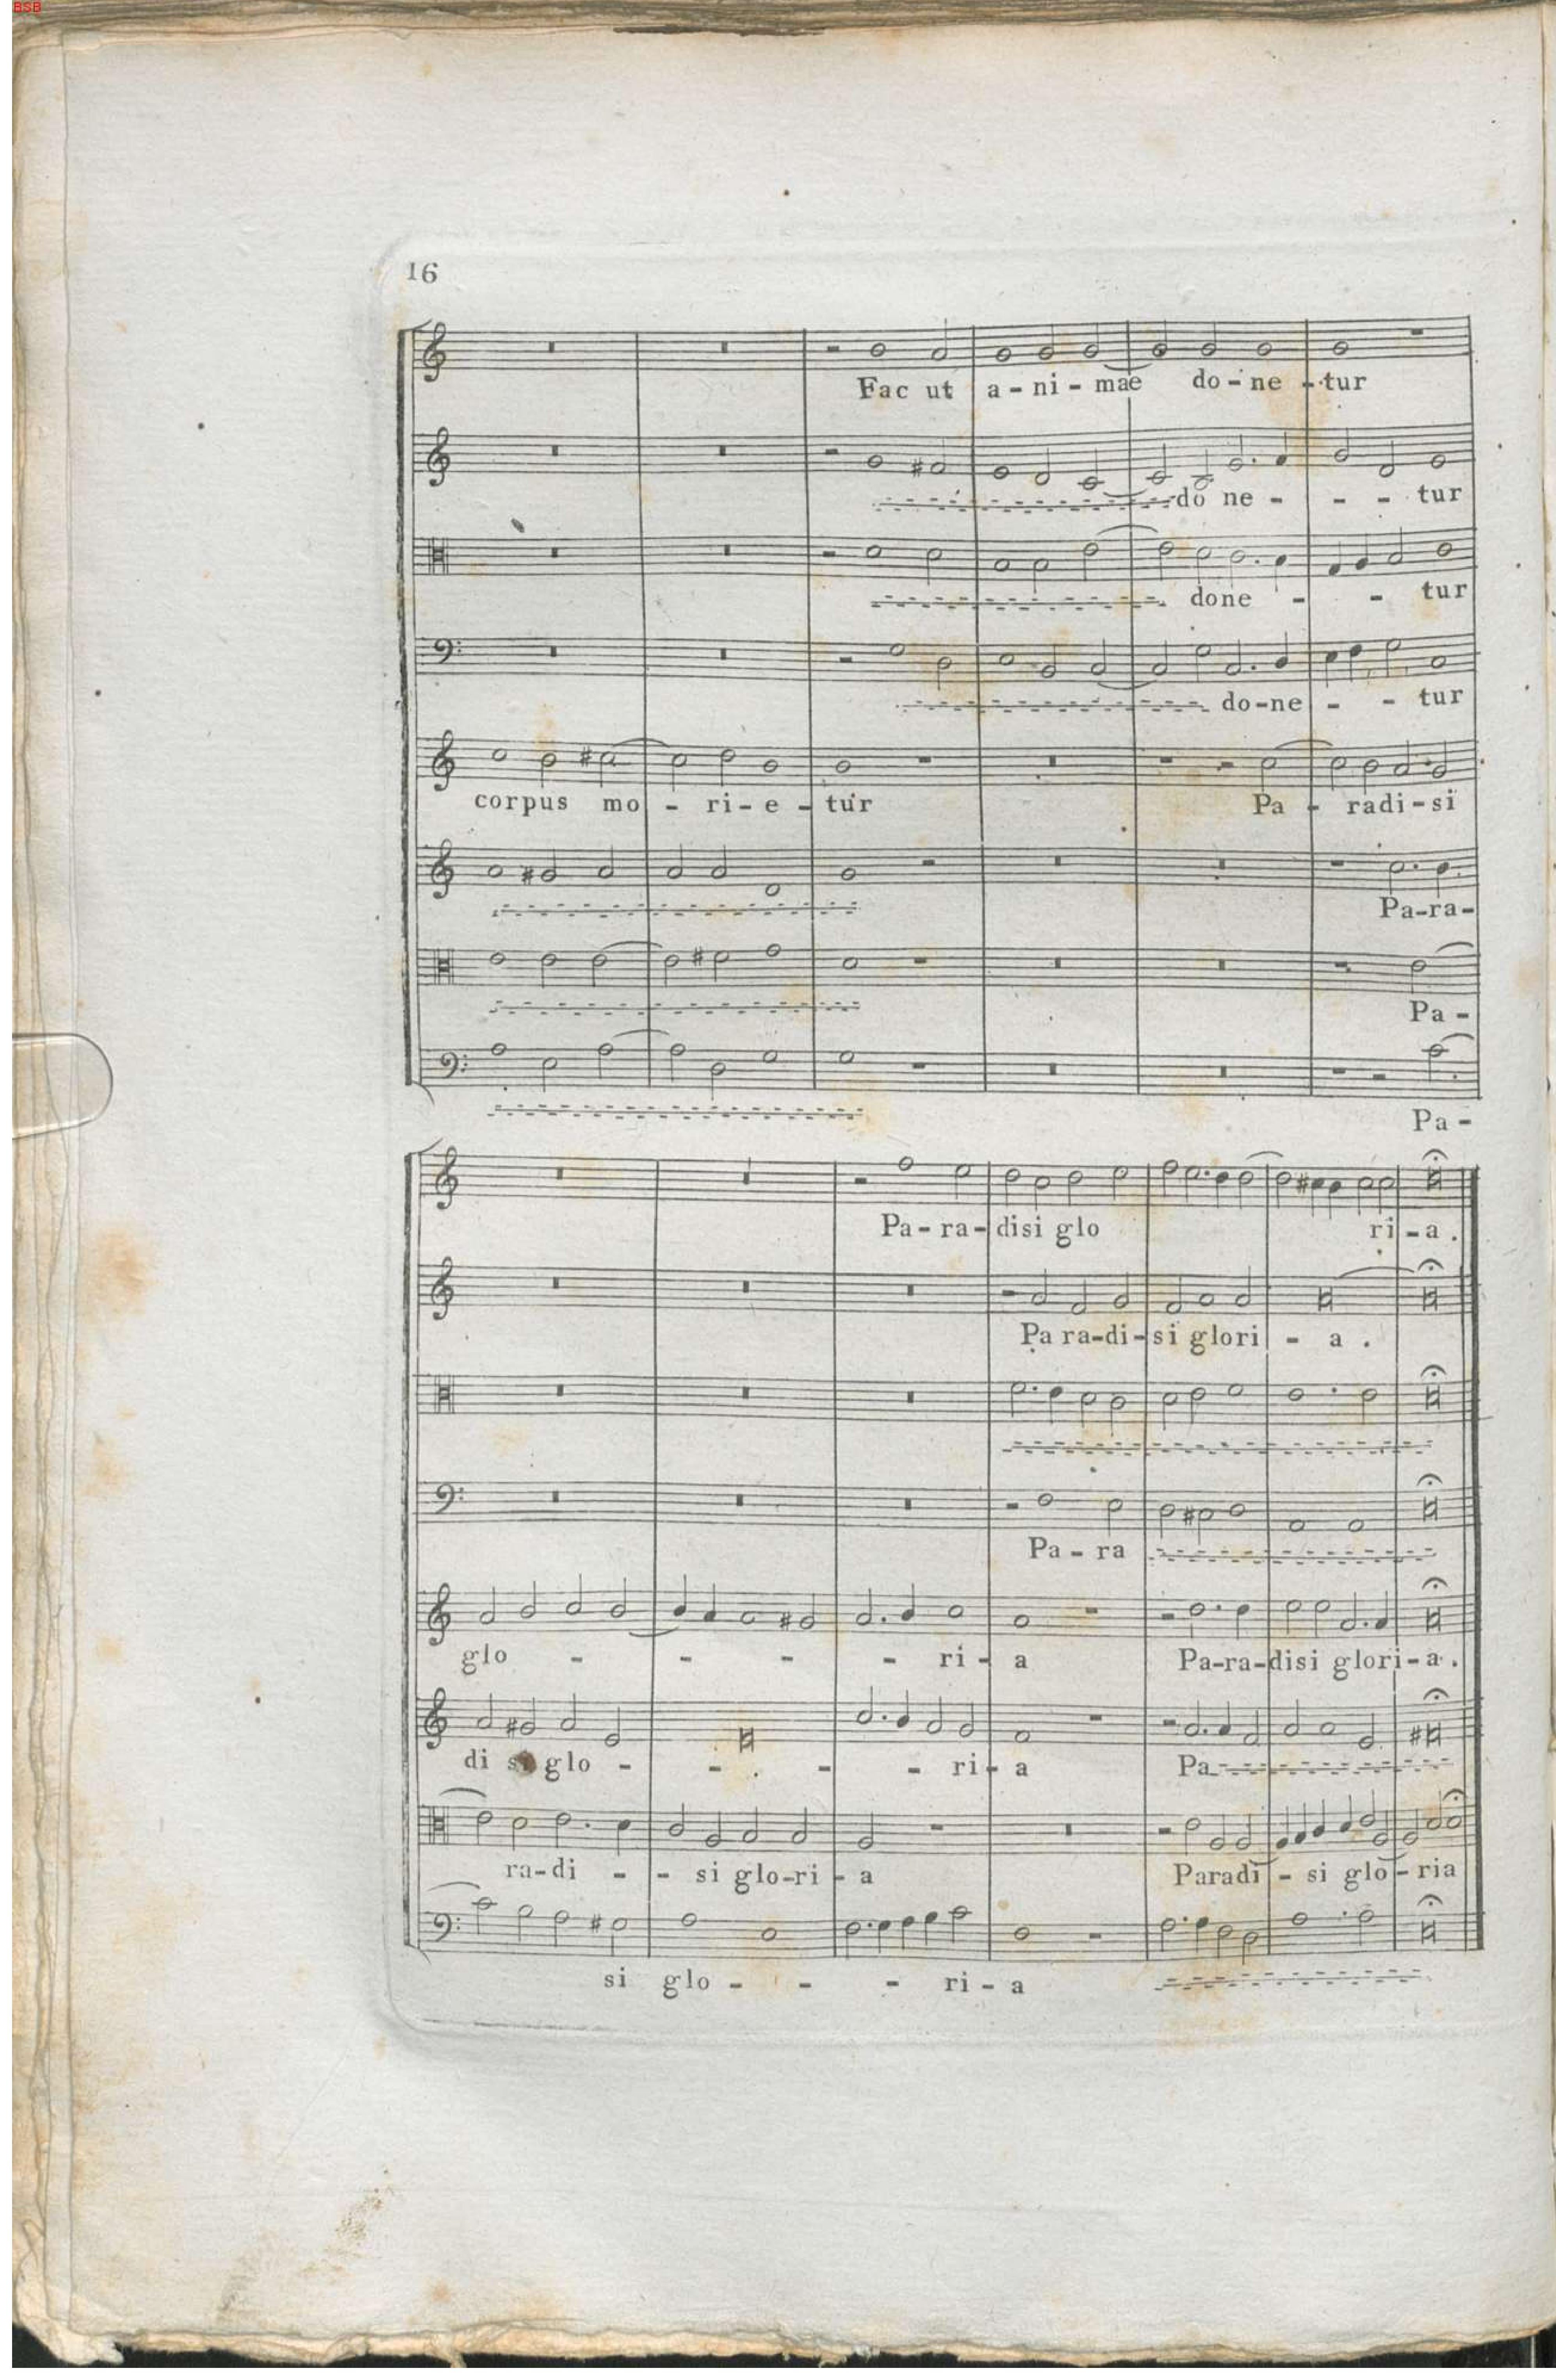 BSB
16
Fac ut a - ni - mae do - ne - tur
do ne - - - tur
done - - tur
do-ne - - tur
corpus mo - ri - e - tur Pa - radi - si
Pa-ra-
Pa -
Pa -
Pa - ra - disi glo ri - a .
Pa ra-di-si glori - a .
Pa - ra
glo - - - - ri - a Pa-ra-disi glori-a .
di si glo - - . - - ri - a Pa
ra-di - - si glo-ri - a Paradi - si glo - ria
si glo - - - ri - a